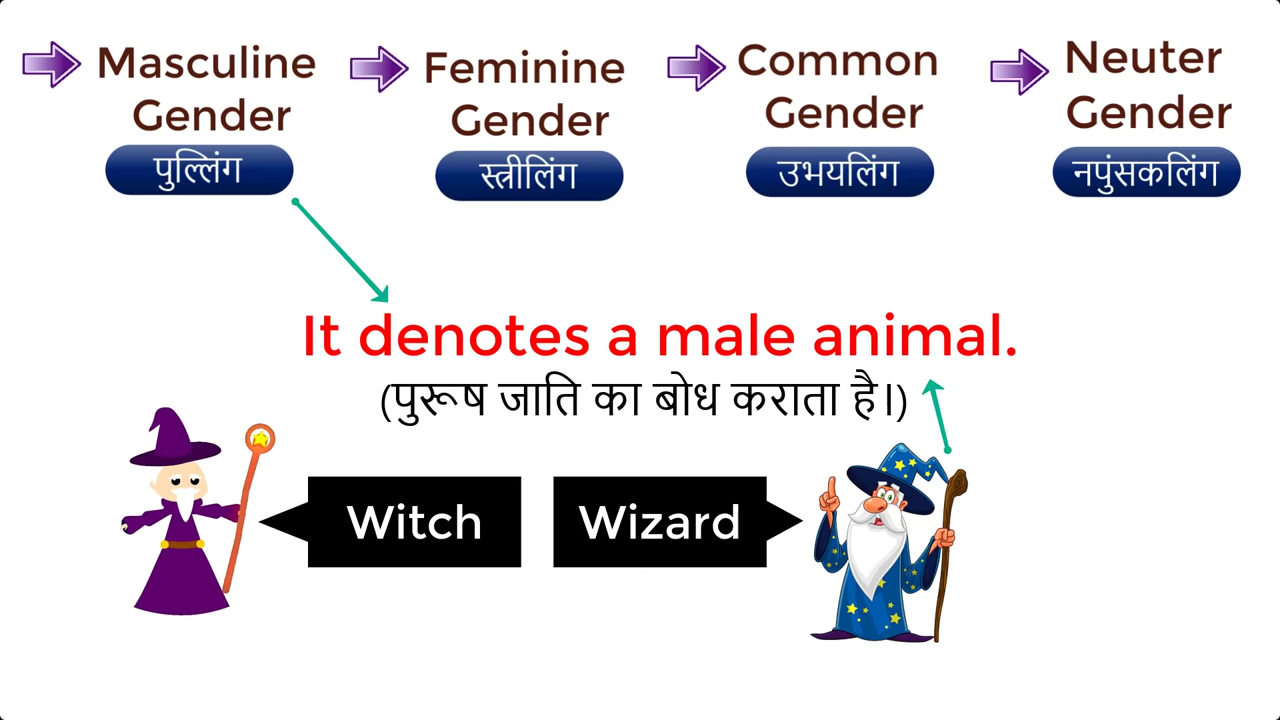 Masculine
Gender
पुल्लिंग
Feminine
Gender
स्त्रीलिंग
Common
Gender
उभयलिंग
Neuter
Gender
नपुंसकलिंग
It denotes a male animal.
(पुरूष जाति का बोध कराता है।)
Witch
Wizard